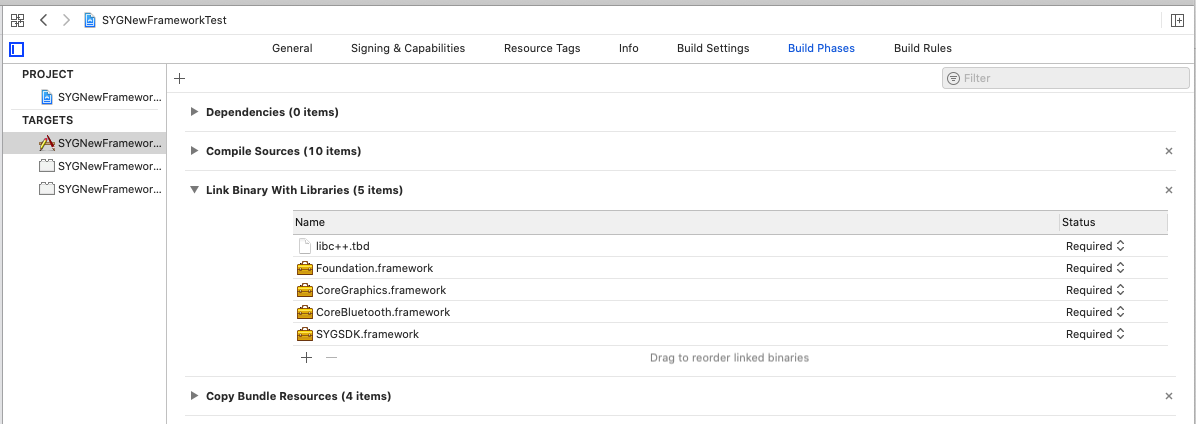 SYGNewFrameworkTest
General Signing & Capabilities Resource Tags Info Build Settings Build Phases Build Rules
PROJECT
SYGNewFramewor...
TARGETS
SYGNewFramewor...
SYGNewFramewor...
SYGNewFramewor...
Filter
Dependencies (0 items)
Compile Sources (10 items)
Link Binary With Libraries (5 items)
Name Status
libc++.tbd Required
Foundation.framework Required
CoreGraphics.framework Required
CoreBluetooth.framework Required
SYGSDK.framework Required
Drag to reorder linked binaries
Copy Bundle Resources (4 items)